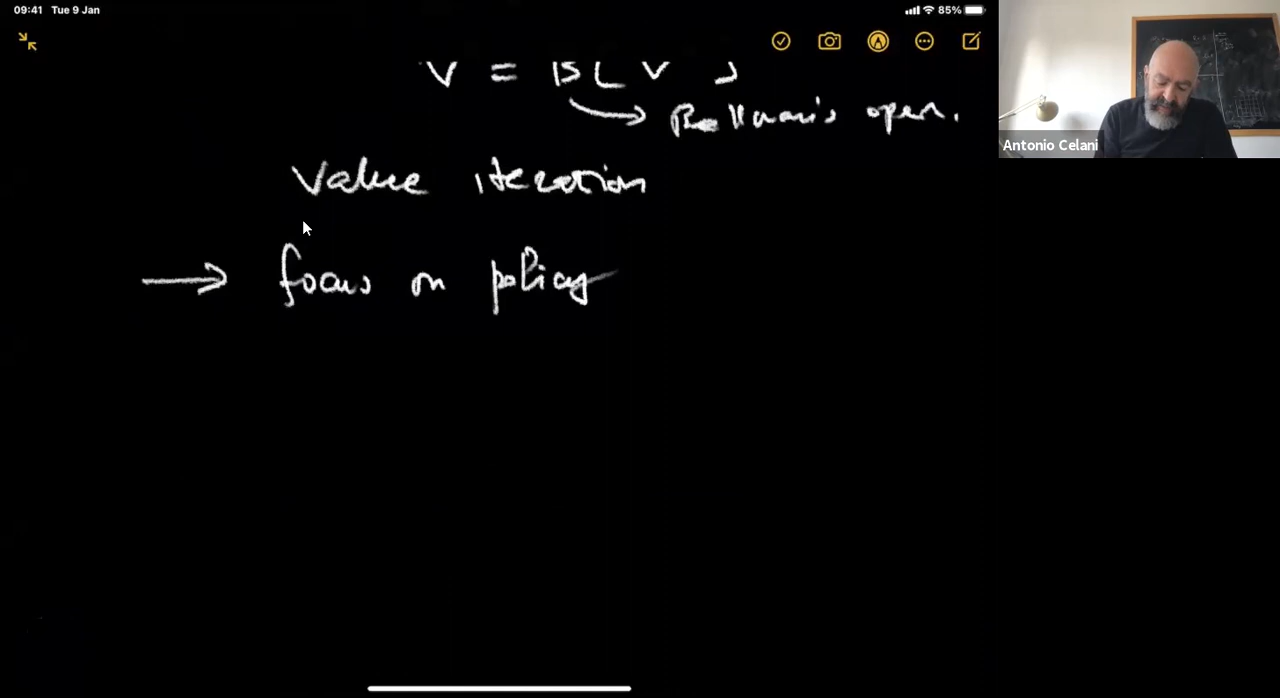 09:41 Tue 9 Jan 85%
V = B[ V ]
Antonio Celani
Bellman's oper.
Value iteration
→ focus on policy